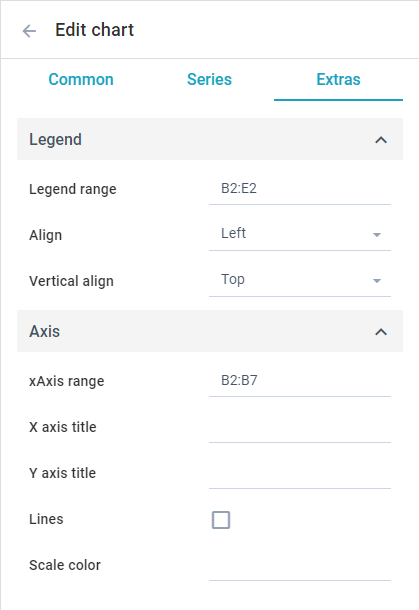 Edit chart
Common Series Extras
Legend
Legend range B2:E2
Align Left
Vertical align Top
Axis
xAxis range B2:B7
X axis title
Y axis title
Lines
Scale color